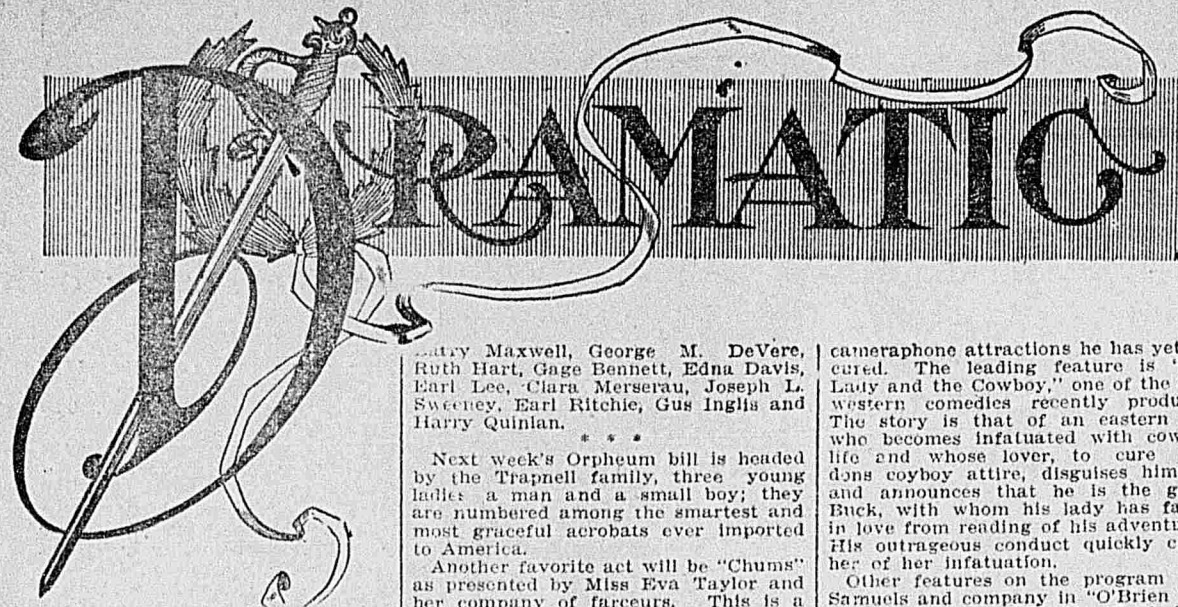 DRAMATIC
Maxwell, George M. DeVere,
Ruth Hart, Gage Bennett, Edna Davis,
Earl Lee, Clara Merserau, Joseph L.
Sweeney, Earl Ritchie, Gus Inglis and
Harry Quinlan.
* * *
Next week's Orpheum bill is headed
by the Trapnell family, three young
ladies a man and a small boy; they
are numbered among the smartest and
most graceful acrobats ever imported
to America.
Another favorite act will be "Chums"
as presented by Miss Eva Taylor and
her company of farceurs. This is a
cameraphone attractions he has yet
cured. The leading feature is
Lady and the Cowboy," one of the
western comedies recently
The story is that of an eastern
who becomes infatuated with
life and whose lover, to cure
dons coyboy attire, disguises
and announces that he is the
Buck, with whom his lady has
in love from reading of his
His outrageous conduct quickly
her of her infatuation.
Other features on the program
Samuels and company in "O'Brien